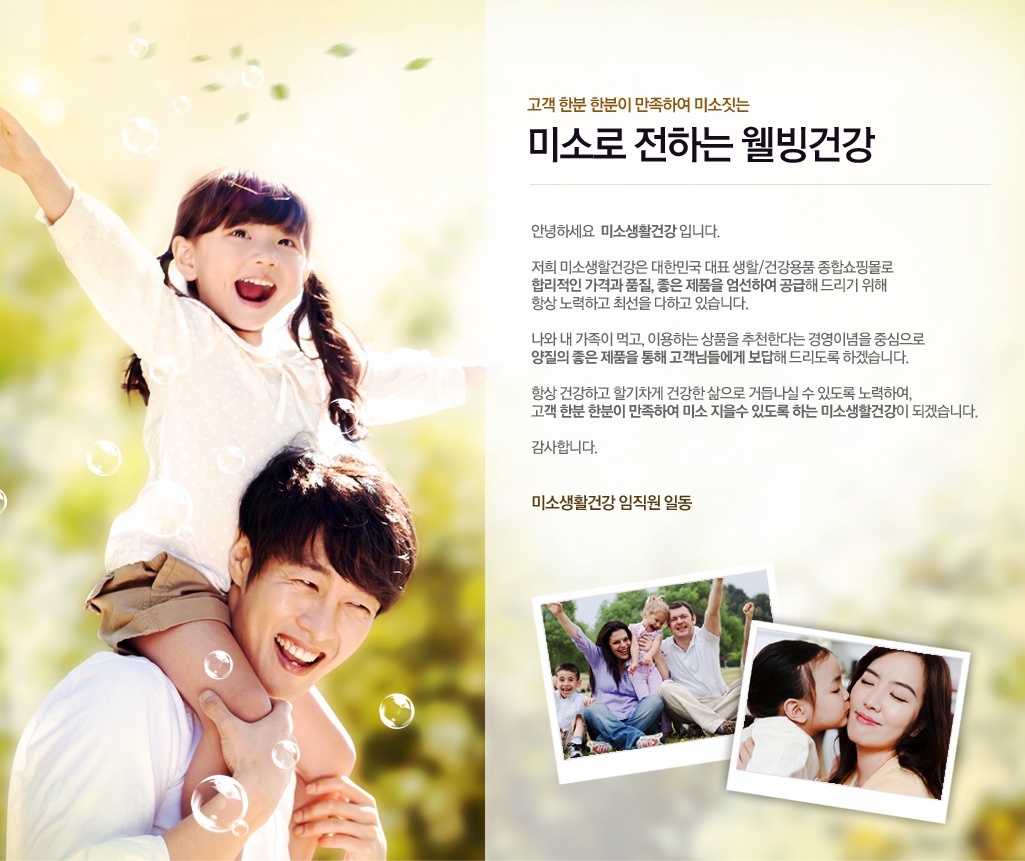 고객 한분 한분이 만족하여 미소짓는
미소로 전하는 웰빙건강
안녕하세요 미소생활건강 입니다.
저희 미소생할건강은 대한민국 대표 생할/건강용품 종합쇼핑몰로
합리적인 가격과 품질, 좋은 제품을 엄선하여 공급해 드리기 위해
항상 노력하고 최선을 다하고 있습니다.
나와 내 가족이 먹고, 이용하는 상품을 추천한다는 경영이념을 중심으로
양질의 좋은 제품을 통해 고객님들에게 보답해 드리도록 하겠습니다.
항상 건강하고 할기차게 건강한 삶으로 거듭나실 수 있도록 노력하여,
고객 한분 한분이 만족하여 미소 지을수 있도록 하는 미소생활건강이 되겠습니다.
감사합니다.
미소생활건강 임직원 일동